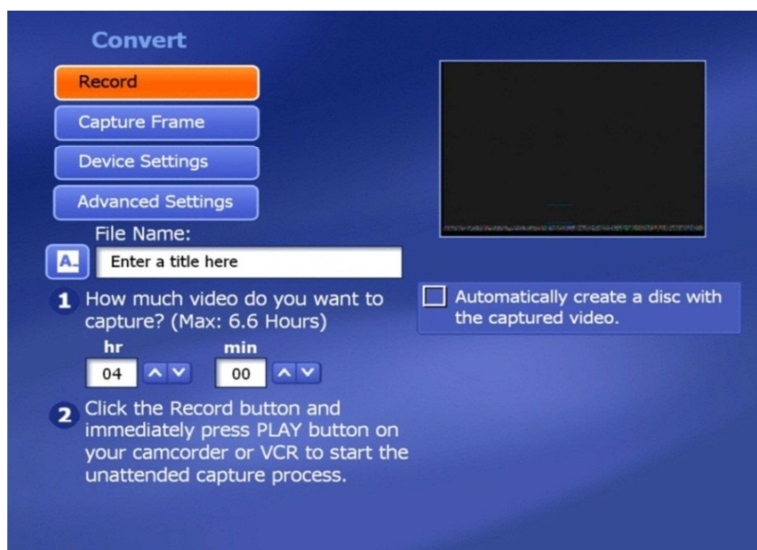 Convert
Record
Capture Frame
Device Settings
Advanced Settings
File Name:
A
Enter a title here
1 How much video do you want to
capture? (Max: 6.6 Hours)
hr min
04 00
2 Click the Record button and
immediately press PLAY button on
your camcorder or VCR to start the
unattended capture process.
Automatically create a disc with
the captured video.